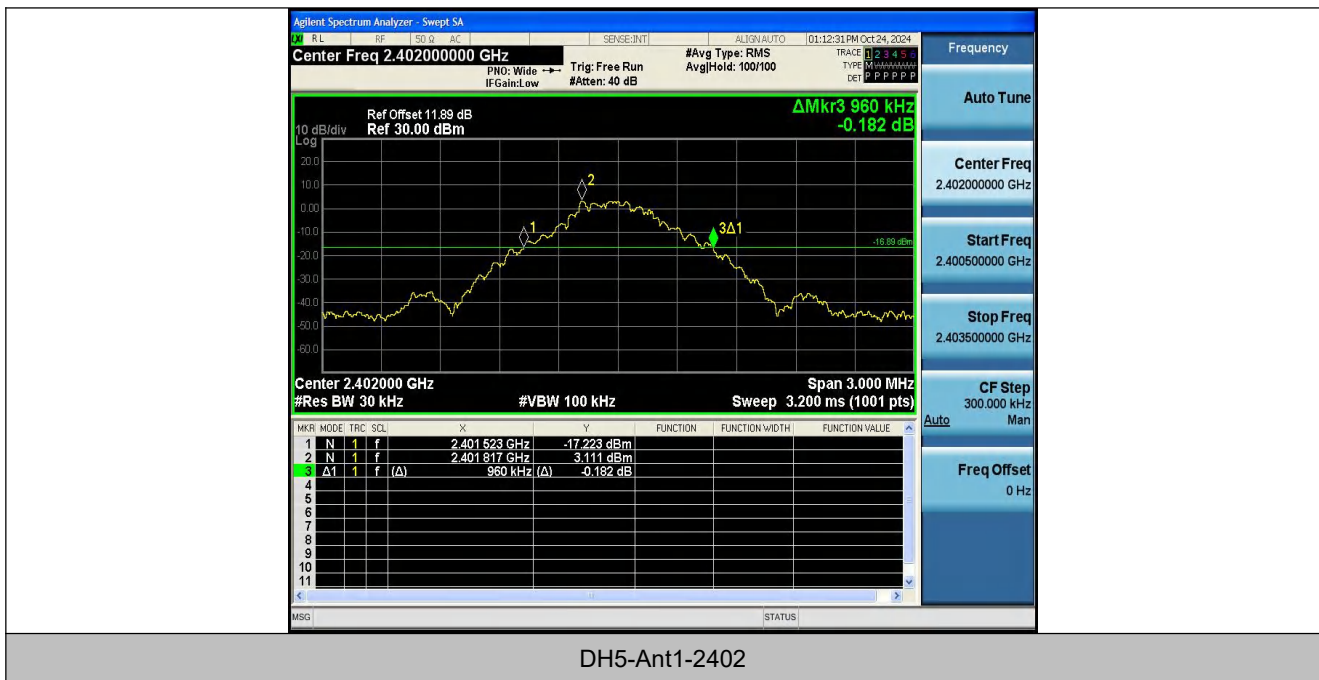 Agilent Spectrum Analyzer - Swept SA
LXI RL RF 50 Ω AC SENSE:INT ALIGN AUTO 01:12:31 PM Oct 24, 2024
Center Freq 2.402000000 GHz
PNO: Wide
IFGain:Low
Trig: Free Run
#Atten: 40 dB
#Avg Type: RMS
Avg|Hold: 100/100
TRACE 1 2 3 4 5 6
TYPE M
DET P P P P P P
ΔMkr3 960 kHz
-0.182 dB
Ref Offset 11.89 dB
10 dB/div Ref 30.00 dBm
Log
20.0
10.0
0.00
-10.0
-20.0
-30.0
-40.0
-50.0
-60.0
1
2
3Δ1
-16.89 dBm
Center 2.402000 GHz Span 3.000 MHz
#Res BW 30 kHz #VBW 100 kHz Sweep 3.200 ms (1001 pts)
MKR MODE TRC SCL X Y FUNCTION FUNCTION WIDTH FUNCTION VALUE
1 N 1 f 2.401 523 GHz -17.223 dBm
2 N 1 f 2.401 817 GHz 3.111 dBm
3 Δ1 1 f (Δ) 960 kHz (Δ) -0.182 dB
4
5
6
7
8
9
10
11
MSG STATUS
Frequency
Auto Tune
Center Freq
2.402000000 GHz
Start Freq
2.400500000 GHz
Stop Freq
2.403500000 GHz
CF Step
300.000 kHz
Auto Man
Freq Offset
0 Hz
DH5-Ant1-2402